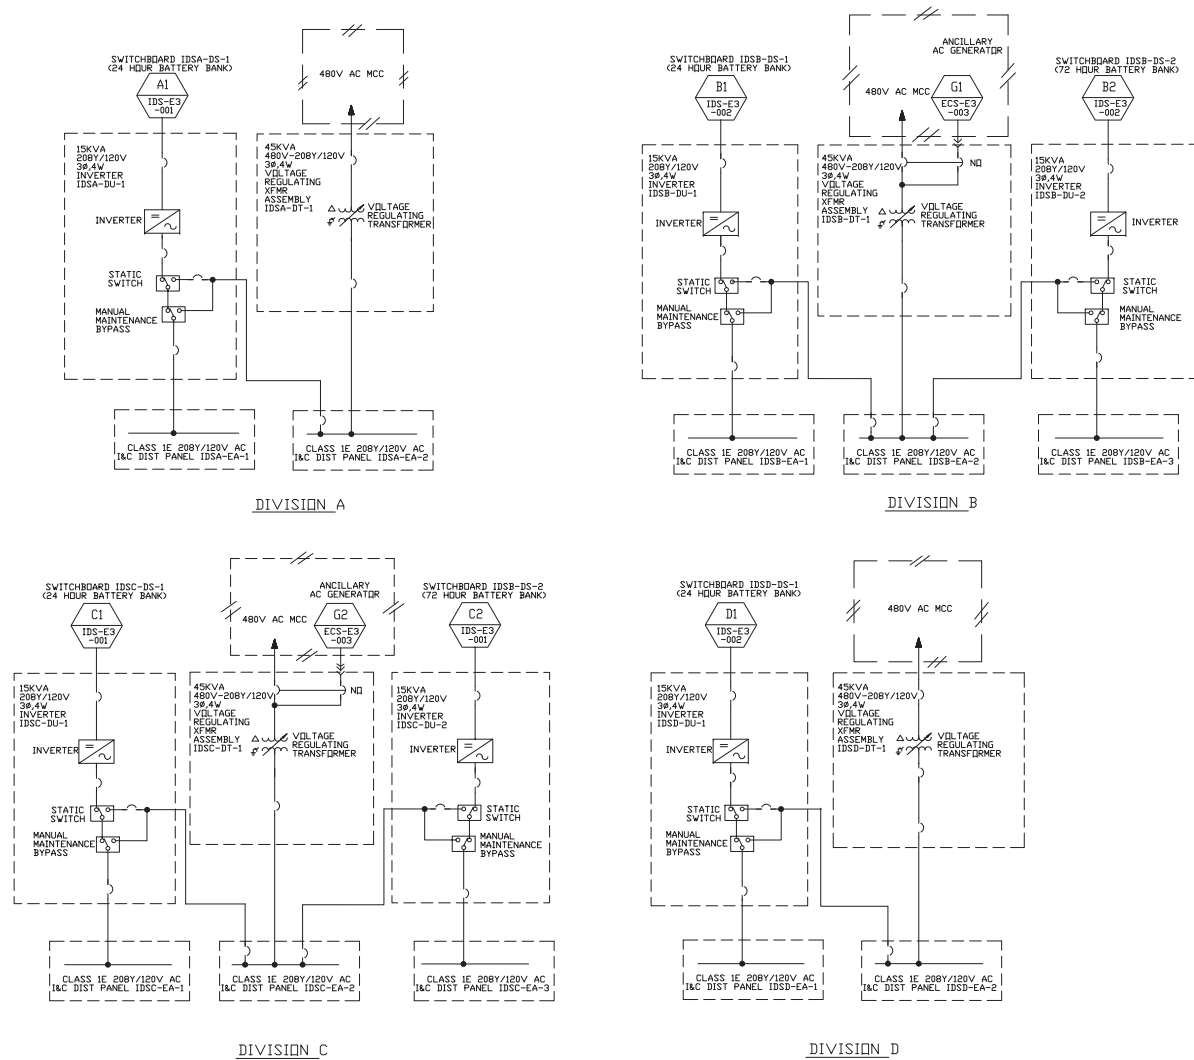 SWITCHBOARD IDSA-DS-1
(24 HOUR BATTERY BANK)
A1
IDS-E3
-001
480V AC MCC
15KVA
208Y/120V
3Ø,4W
INVERTER
IDSA-DU-1
INVERTER
STATIC
SWITCH
MANUAL
MAINTENANCE
BYPASS
45KVA
480V-208Y/120V
3Ø,4W
VOLTAGE
REGULATING
XFMR
ASSEMBLY
IDSA-DT-1
VOLTAGE
REGULATING
TRANSFORMER
CLASS 1E 208Y/120V AC
I&C DIST PANEL IDSA-EA-1
CLASS 1E 208Y/120V AC
I&C DIST PANEL IDSA-EA-2
DIVISION A
SWITCHBOARD IDSB-DS-1
(24 HOUR BATTERY BANK)
B1
IDS-E3
-002
ANCILLARY
AC GENERATOR
480V AC MCC
G1
ECS-E3
-003
SWITCHBOARD IDSB-DS-2
(72 HOUR BATTERY BANK)
B2
IDS-E3
-002
15KVA
208Y/120V
3Ø,4W
INVERTER
IDSB-DU-1
INVERTER
STATIC
SWITCH
MANUAL
MAINTENANCE
BYPASS
45KVA
480V-208Y/120V
3Ø,4W
VOLTAGE
REGULATING
XFMR
ASSEMBLY
IDSB-DT-1
NO
VOLTAGE
REGULATING
TRANSFORMER
15KVA
208Y/120V
3Ø,4W
INVERTER
IDSB-DU-2
INVERTER
STATIC
SWITCH
MANUAL
MAINTENANCE
BYPASS
CLASS 1E 208Y/120V AC
I&C DIST PANEL IDSB-EA-1
CLASS 1E 208Y/120V AC
I&C DIST PANEL IDSB-EA-2
CLASS 1E 208Y/120V AC
I&C DIST PANEL IDSB-EA-3
DIVISION B
SWITCHBOARD IDSC-DS-1
(24 HOUR BATTERY BANK)
C1
IDS-E3
-001
ANCILLARY
AC GENERATOR
480V AC MCC
G2
ECS-E3
-003
SWITCHBOARD IDSB-DS-2
(72 HOUR BATTERY BANK)
C2
IDS-E3
-001
15KVA
208Y/120V
3Ø,4W
INVERTER
IDSC-DU-1
INVERTER
STATIC
SWITCH
MANUAL
MAINTENANCE
BYPASS
45KVA
480V-208Y/120V
3Ø,4W
VOLTAGE
REGULATING
XFMR
ASSEMBLY
IDSC-DT-1
NO
VOLTAGE
REGULATING
TRANSFORMER
15KVA
208Y/120V
3Ø,4W
INVERTER
IDSC-DU-2
INVERTER
STATIC
SWITCH
MANUAL
MAINTENANCE
BYPASS
CLASS 1E 208Y/120V AC
I&C DIST PANEL IDSC-EA-1
CLASS 1E 208Y/120V AC
I&C DIST PANEL IDSC-EA-2
CLASS 1E 208Y/120V AC
I&C DIST PANEL IDSC-EA-3
DIVISION C
SWITCHBOARD IDSD-DS-1
(24 HOUR BATTERY BANK)
D1
IDS-E3
-002
480V AC MCC
15KVA
208Y/120V
3Ø,4W
INVERTER
IDSD-DU-1
INVERTER
STATIC
SWITCH
MANUAL
MAINTENANCE
BYPASS
45KVA
480V-208Y/120V
3Ø,4W
VOLTAGE
REGULATING
XFMR
ASSEMBLY
IDSD-DT-1
VOLTAGE
REGULATING
TRANSFORMER
CLASS 1E 208Y/120V AC
I&C DIST PANEL IDSD-EA-1
CLASS 1E 208Y/120V AC
I&C DIST PANEL IDSD-EA-2
DIVISION D